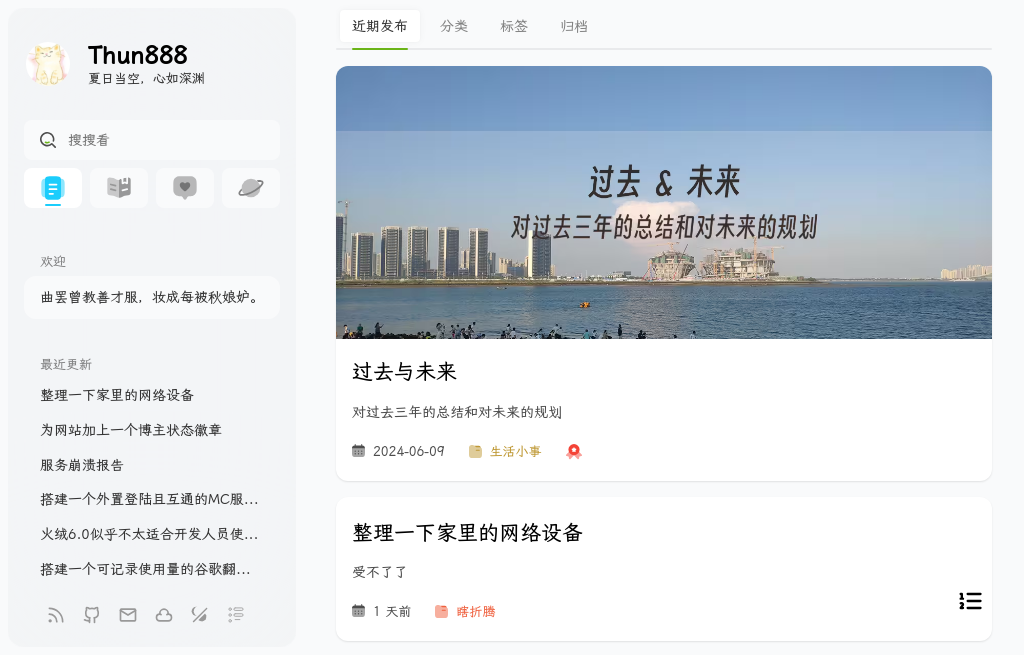 Thun888
夏日当空，心如深渊
搜搜看
欢迎
曲罢曾教善才服，妆成每被秋娘妒。
最近更新
整理一下家里的网络设备
为网站加上一个博主状态徽章
服务崩溃报告
搭建一个外置登陆且互通的MC服...
火绒6.0似乎不太适合开发人员使...
搭建一个可记录使用量的谷歌翻...
近期发布 分类 标签 归档
过去 & 未来
对过去三年的总结和对未来的规划
过去与未来
对过去三年的总结和对未来的规划
2024-06-09 生活小事
整理一下家里的网络设备
受不了了
1 天前 瞎折腾